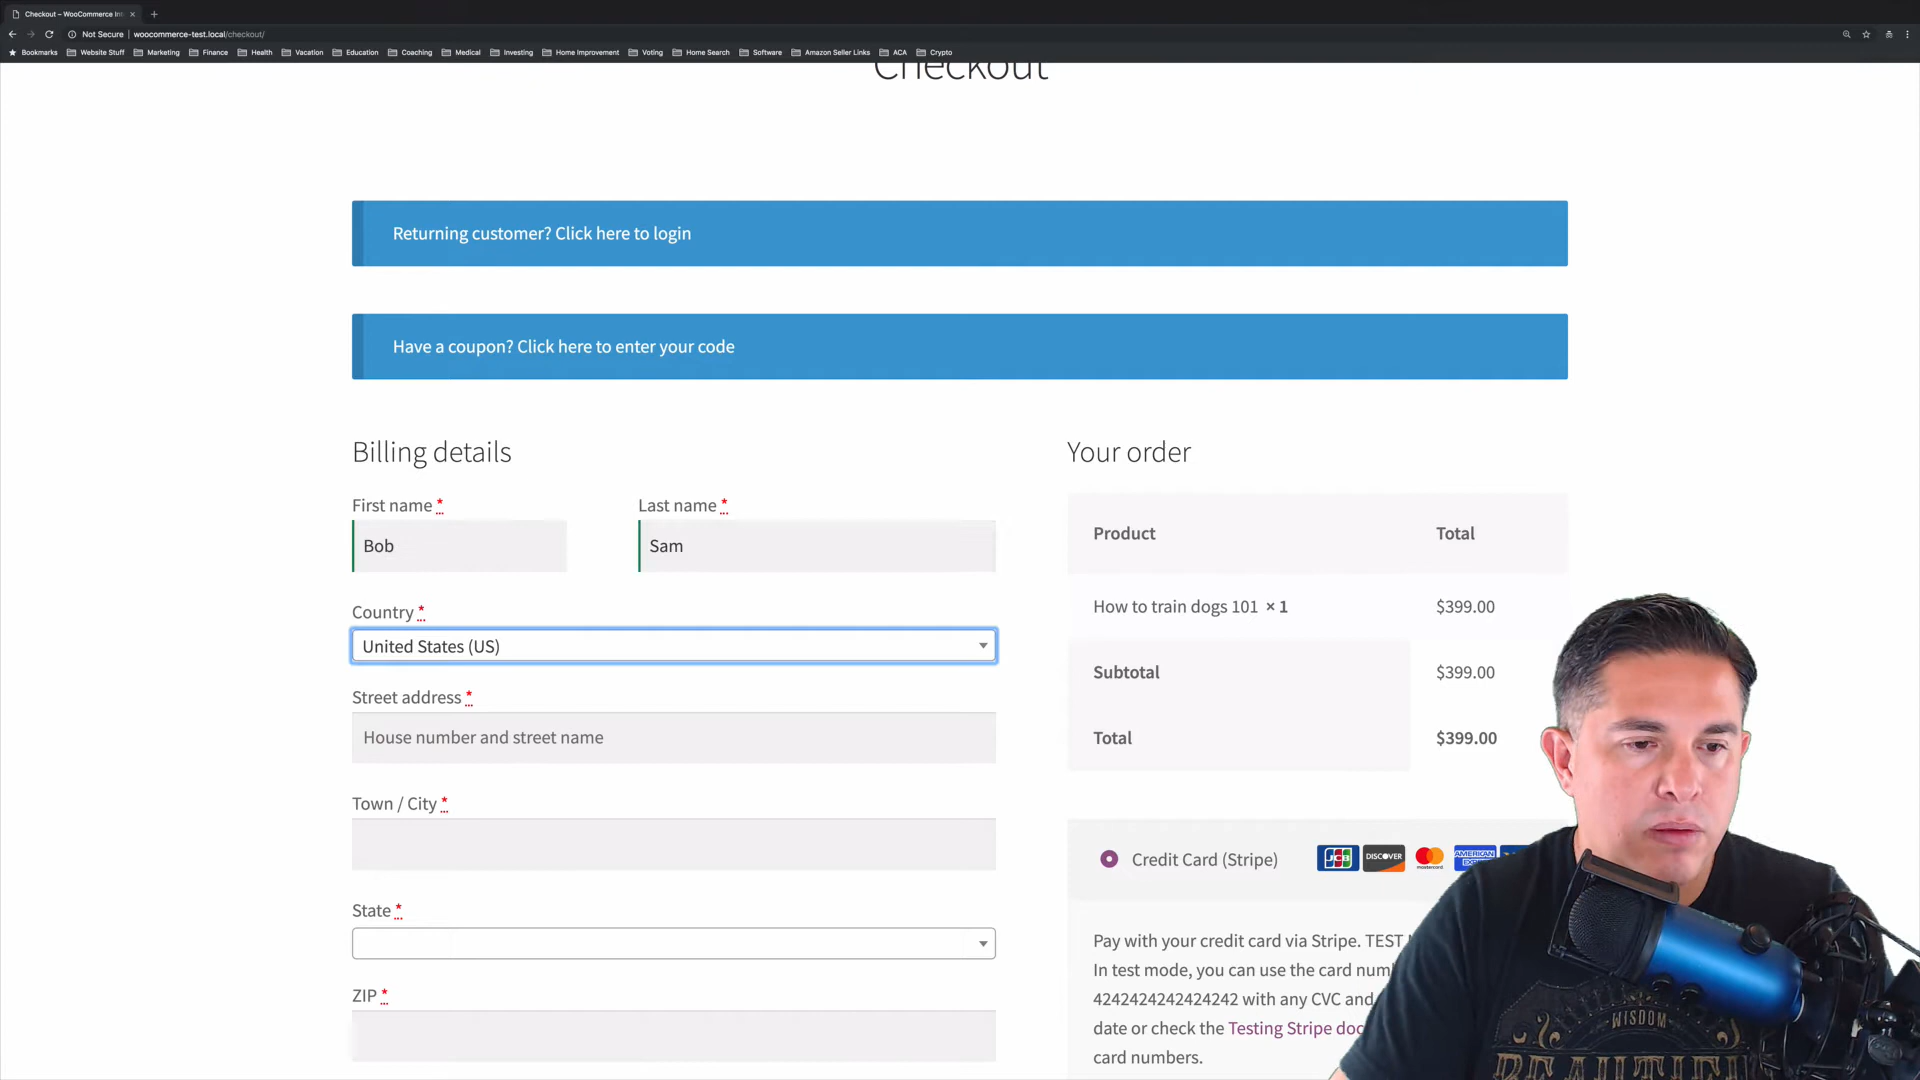 Checkout – WooCommerce Int
Not Secure | woocommerce-test.local/checkout/
Bookmarks Website Stuff Marketing Finance Health Vacation Education Coaching Medical Investing Home Improvement Voting Home Search Software Amazon Seller Links ACA Crypto
Checkout
Returning customer? Click here to login
Have a coupon? Click here to enter your code
Billing details
First name *
Last name *
Bob
Sam
Country *
United States (US)
Street address *
House number and street name
Town / City *
State *
ZIP *
Your order
Product Total
How to train dogs 101 × 1 $399.00
Subtotal $399.00
Total $399.00
Credit Card (Stripe)
JCB DISCOVER mastercard AMERICAN
Pay with your credit card via Stripe. TEST
In test mode, you can use the card num
4242424242424242 with any CVC and
date or check the Testing Stripe doc
card numbers.
WISDOM